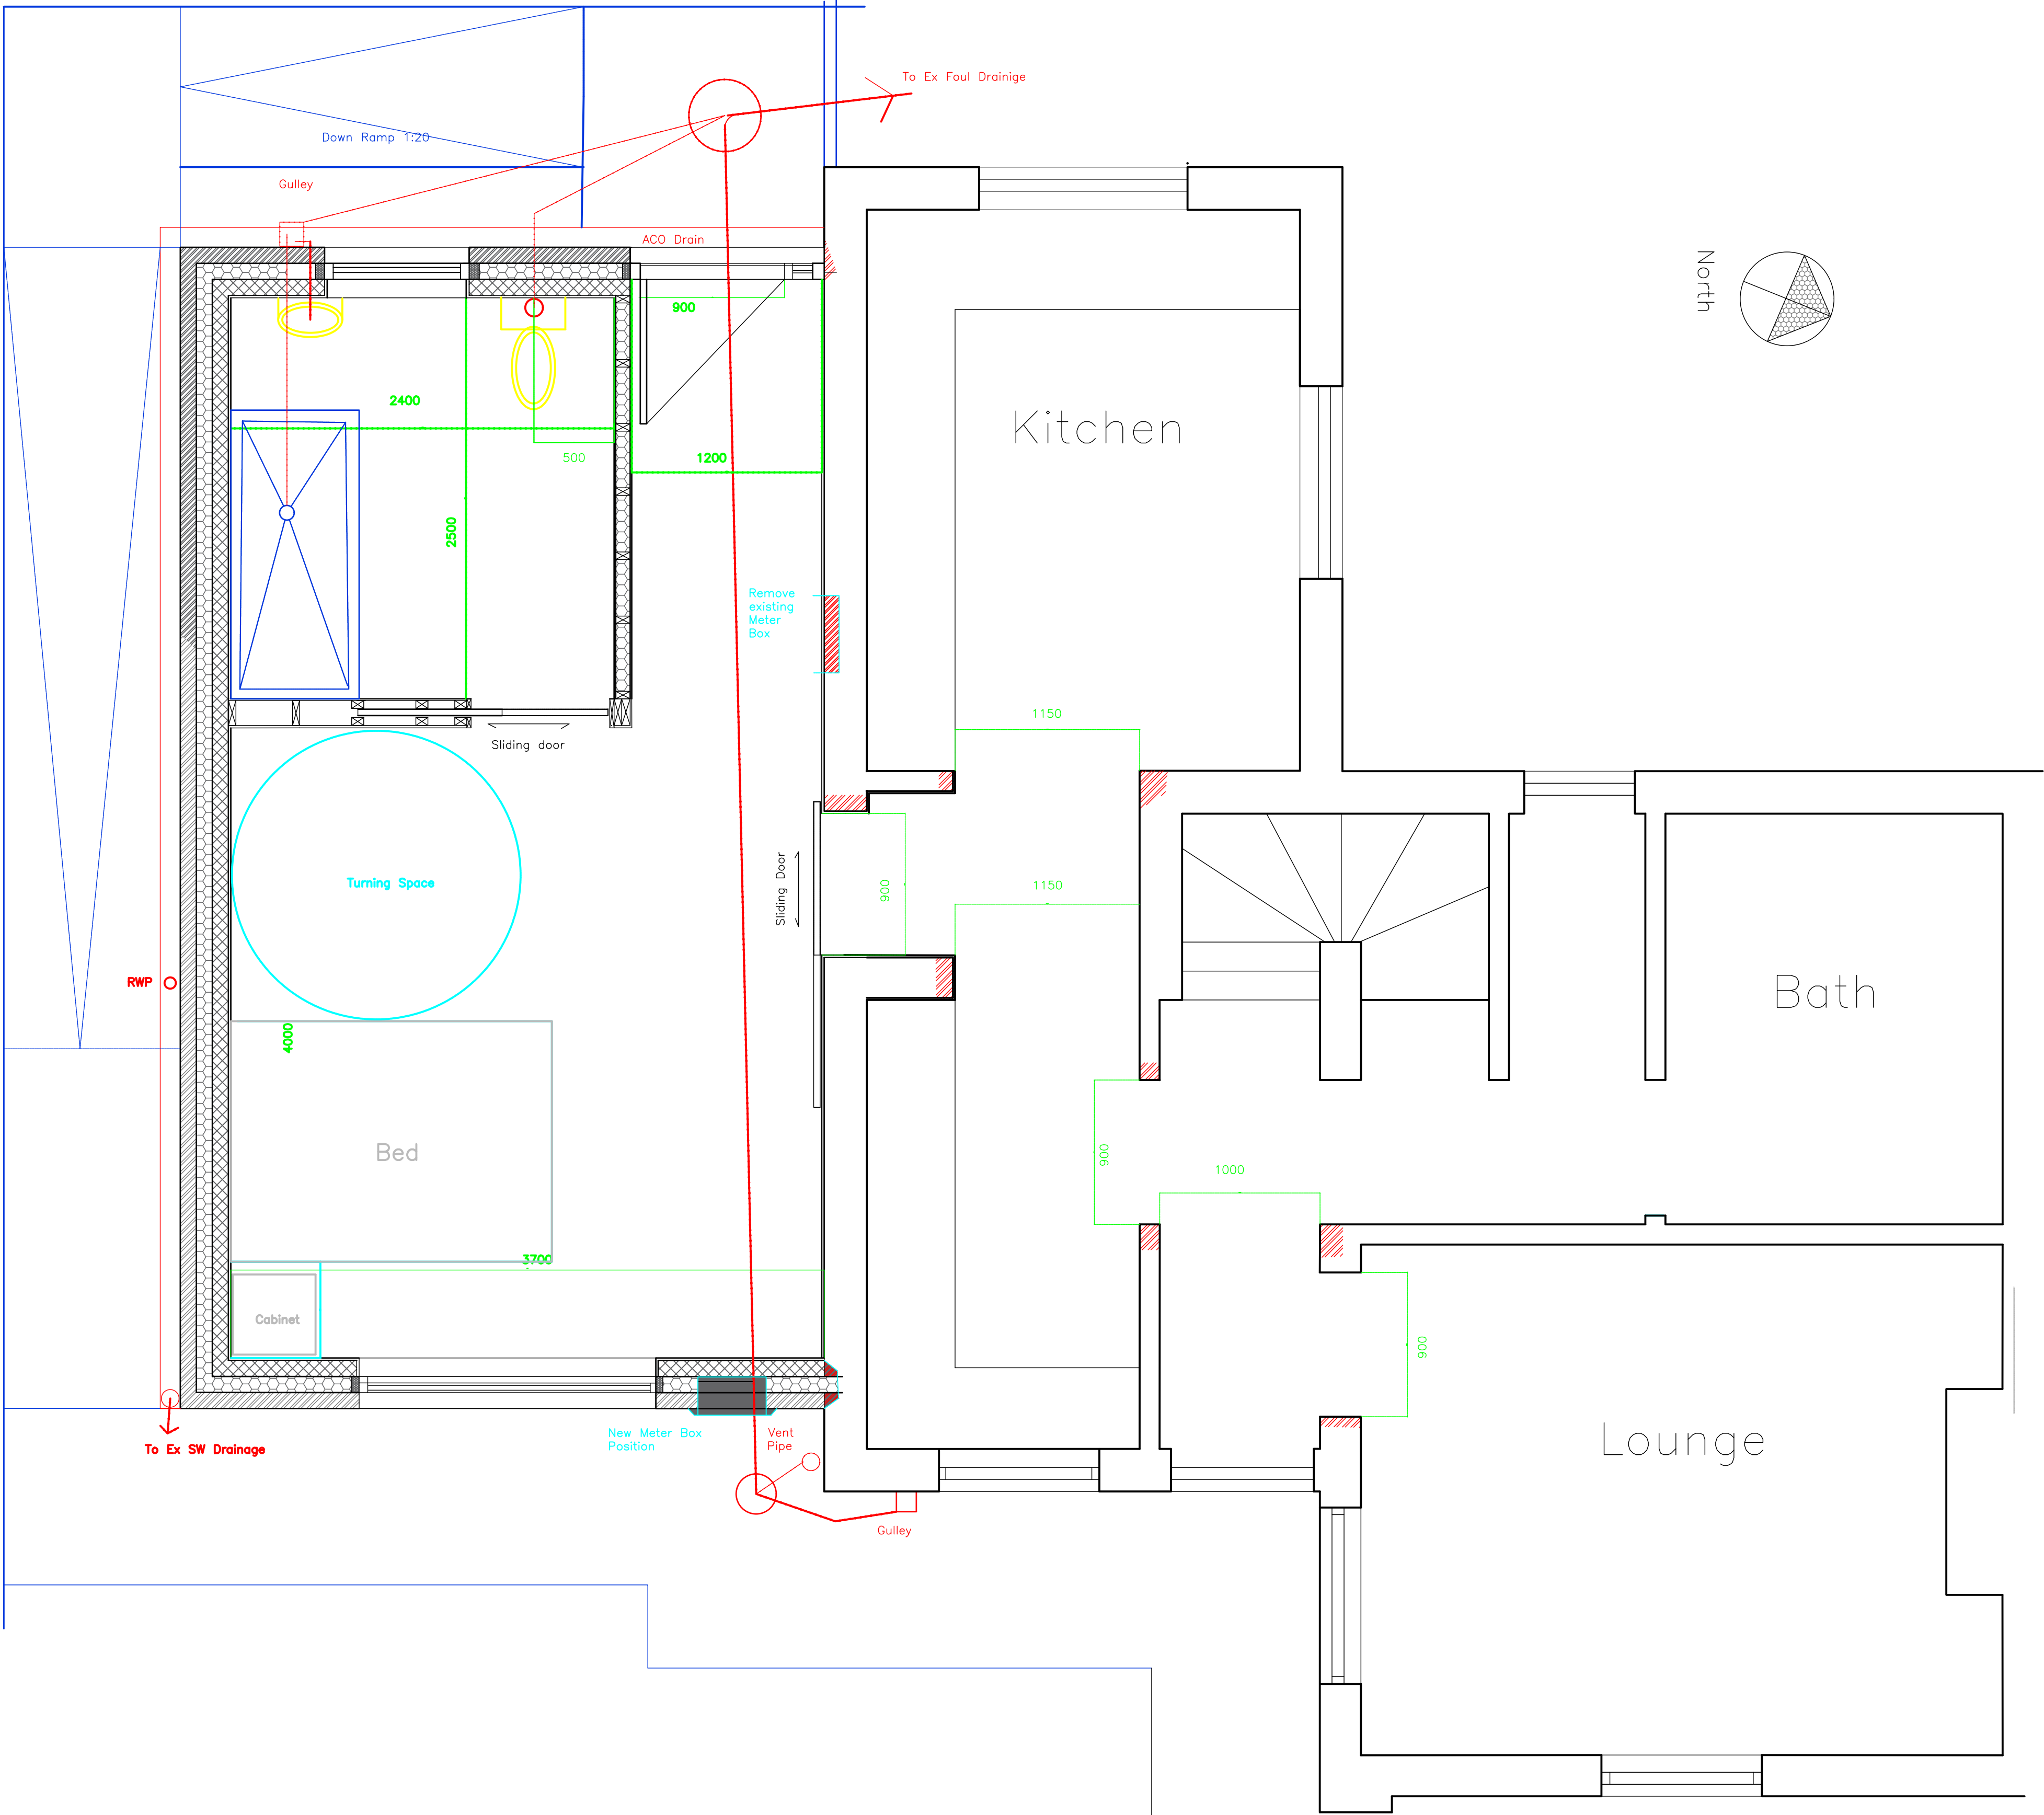 To Ex Foul Drainige
Down Ramp 1:20
Gulley
ACO Drain
North
900
2400
Kitchen
500
1200
2500
Remove
existing
Meter
Box
1150
Sliding door
Turning Space
Sliding Door
900
1150
RWP
Bath
4000
Bed
900
1000
3700
Cabinet
900
To Ex SW Drainage
New Meter Box
Position
Vent
Pipe
Lounge
Gulley